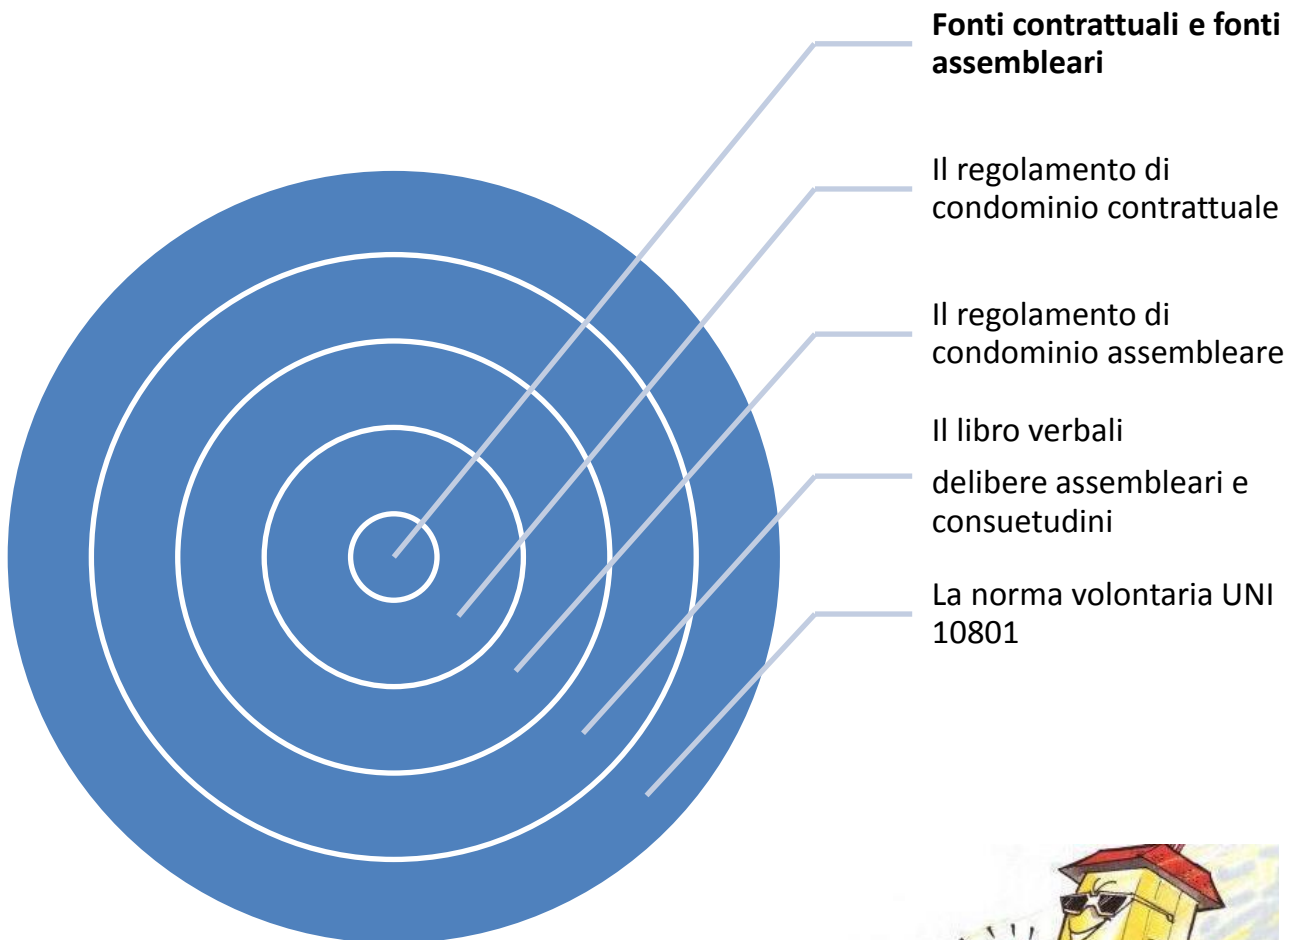 Fonti contrattuali e fonti
assembleari
Il regolamento di
condominio contrattuale
Il regolamento di
condominio assembleare
Il libro verbali
delibere assembleari e
consuetudini
La norma volontaria UNI
10801